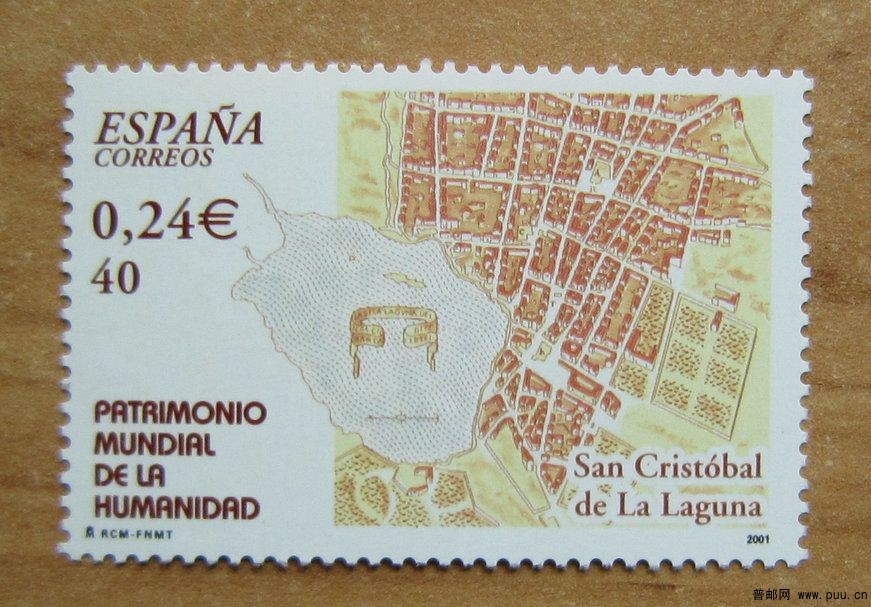 ESPAÑA
CORREOS
0,24€
40
PATRIMONIO
MUNDIAL
DE LA
HUMANIDAD
RCM-FNMT
San Cristóbal
de La Laguna
2001
普邮网 www.puu.cn